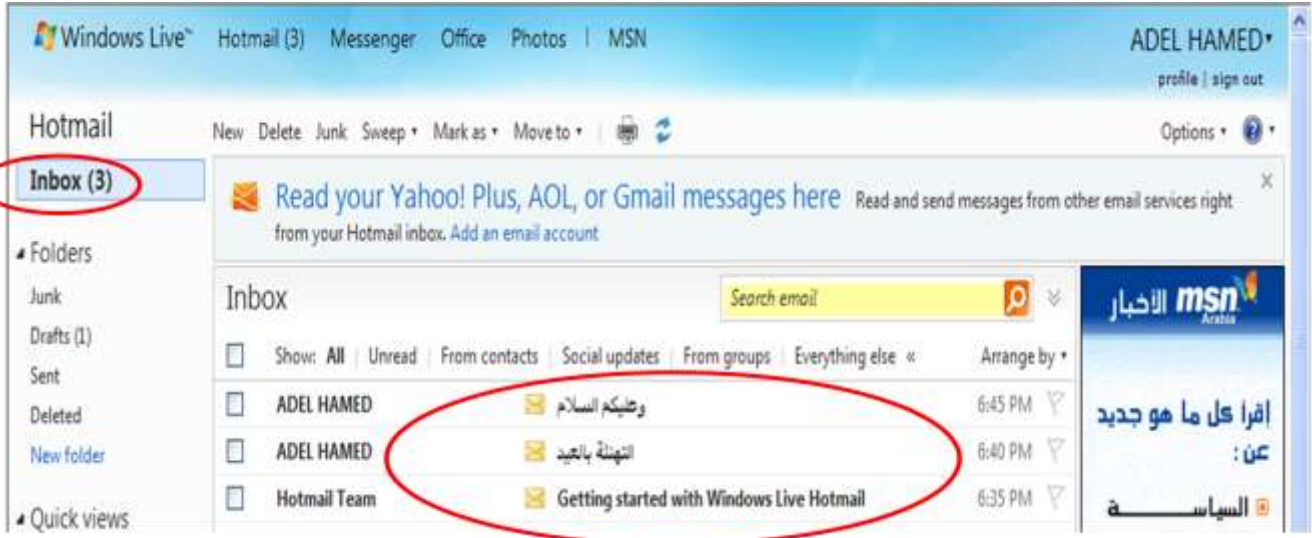 Windows Live™ Hotmail (3) Messenger Office Photos | MSN ADEL HAMED
profile | sign out
Hotmail New Delete Junk Sweep Mark as Move to Options
Inbox (3)
Read your Yahoo! Plus, AOL, or Gmail messages here Read and send messages from other email services right
from your Hotmail inbox. Add an email account
Folders
Junk
Drafts (1)
Sent
Deleted
New folder
Quick views
Inbox Search email
Show: All Unread From contacts Social updates From groups Everything else « Arrange by
ADEL HAMED وعليكم السلام 6:45 PM
ADEL HAMED التهنئة بالعيد 6:40 PM
Hotmail Team Getting started with Windows Live Hotmail 6:35 PM
msn الأخبار
Arabia
إقرأ كل ما هو جديد
عن :
السياســـــــة